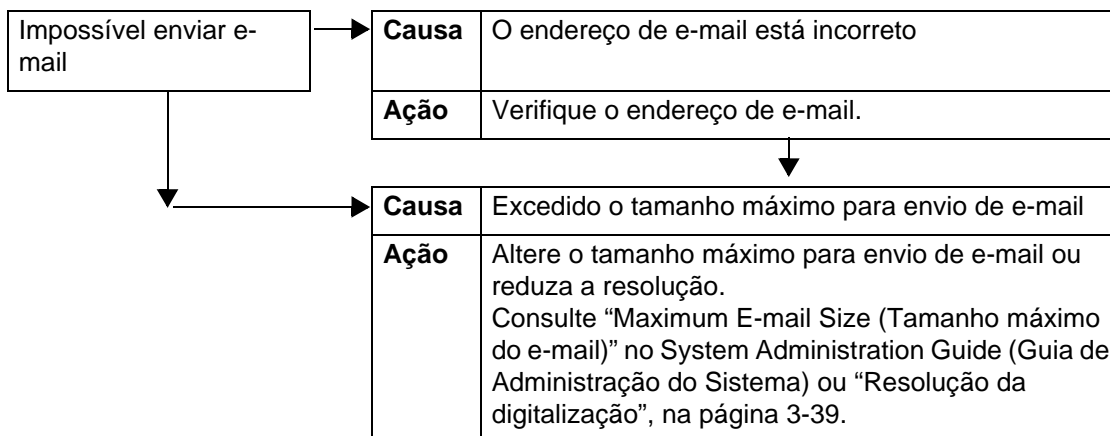 Impossível enviar e-
mail
Causa O endereço de e-mail está incorreto
Ação Verifique o endereço de e-mail.
Causa Excedido o tamanho máximo para envio de e-mail
Ação Altere o tamanho máximo para envio de e-mail ou
reduza a resolução.
Consulte “Maximum E-mail Size (Tamanho máximo
do e-mail)” no System Administration Guide (Guia de
Administração do Sistema) ou “Resolução da
digitalização”, na página 3-39.